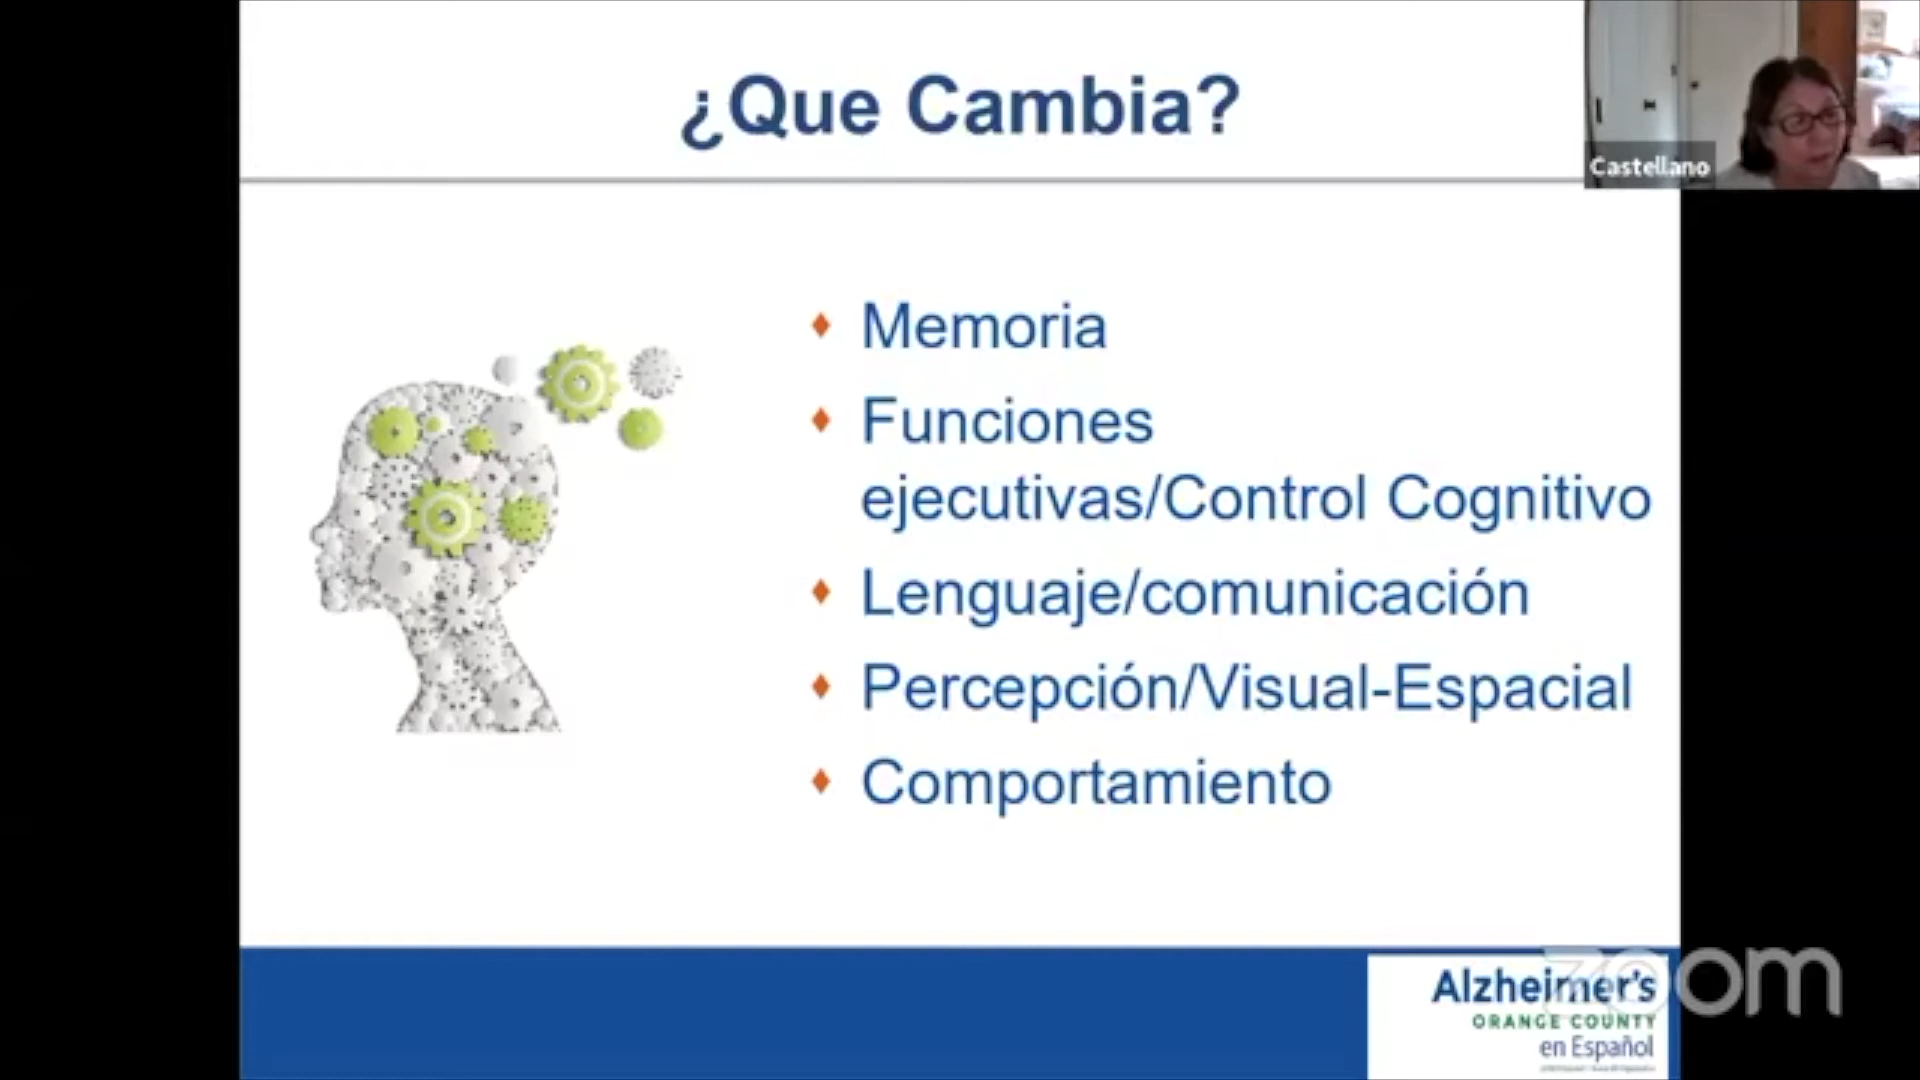 ¿Que Cambia?
Castellano
Memoria
Funciones
ejecutivas/Control Cognitivo
Lenguaje/comunicación
Percepción/Visual-Espacial
Comportamiento
zoom
Alzheimer's
ORANGE COUNTY
en Español